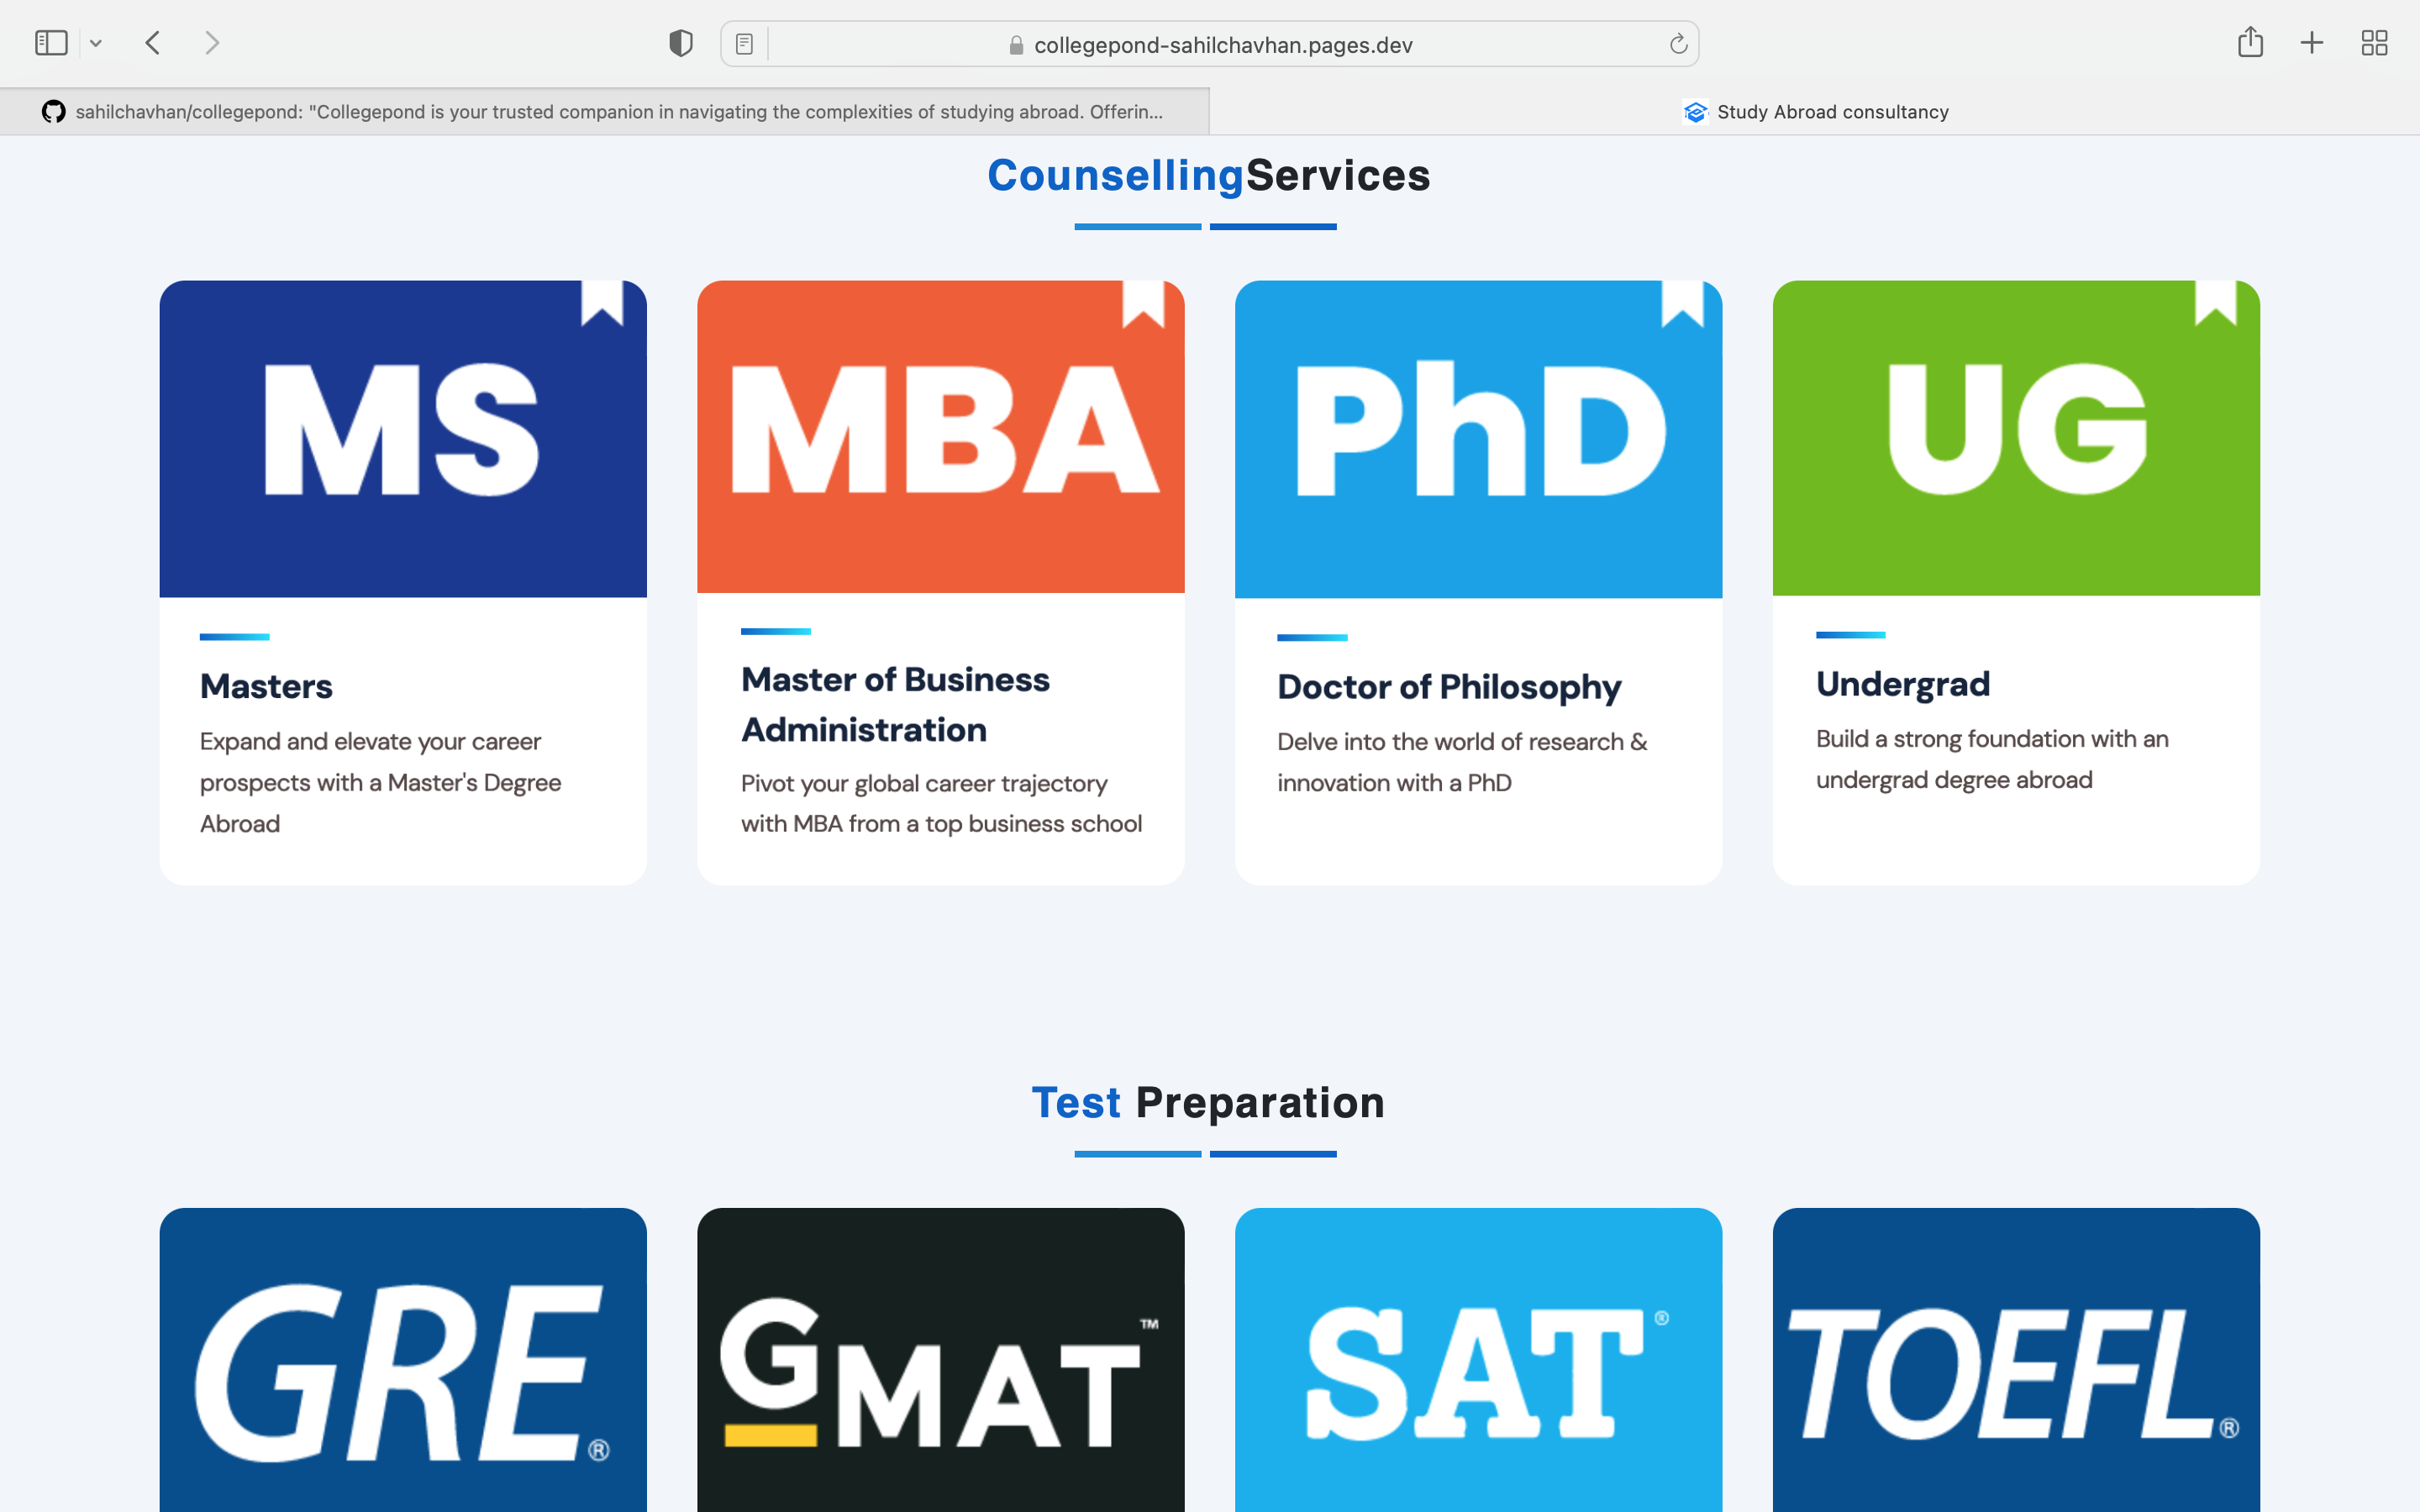 collegepond-sahilchavhan.pages.dev
sahilchavhan/collegepond: "Collegepond is your trusted companion in navigating the complexities of studying abroad. Offerin...
Study Abroad consultancy
CounsellingServices
MS
MBA
PhD
UG
Masters
Expand and elevate your career
prospects with a Master's Degree
Abroad
Master of Business
Administration
Pivot your global career trajectory
with MBA from a top business school
Doctor of Philosophy
Delve into the world of research &
innovation with a PhD
Undergrad
Build a strong foundation with an
undergrad degree abroad
Test Preparation
GRE®
GMAT™
SAT®
TOEFL®